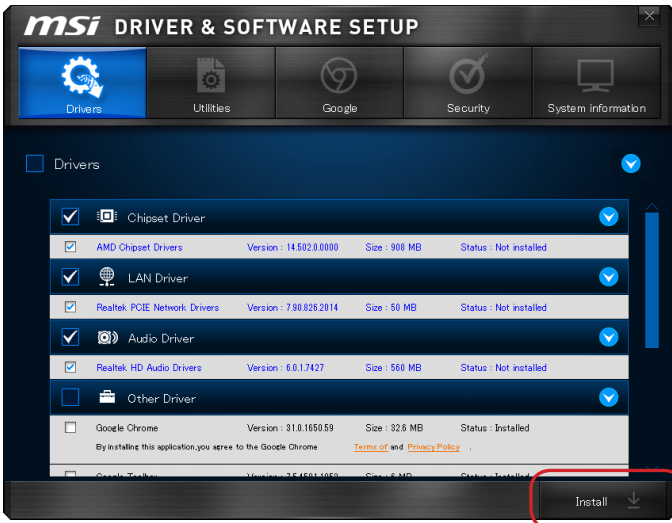 msi DRIVER & SOFTWARE SETUP
Drivers Utilities Google Security System information
Drivers
Chipset Driver
AMD Chipset Drivers Version : 14.502.0.0000 Size : 908 MB Status : Not installed
LAN Driver
Realtek PCIE Network Drivers Version : 7.90.826.2014 Size : 50 MB Status : Not installed
Audio Driver
Realtek HD Audio Drivers Version : 6.0.1.7427 Size : 560 MB Status : Not installed
Other Driver
Google Chrome Version : 31.0.1650.59 Size : 32.6 MB Status : Installed
By installing this application,you agree to the Google Chrome Terms of and Privacy Policy .
Install